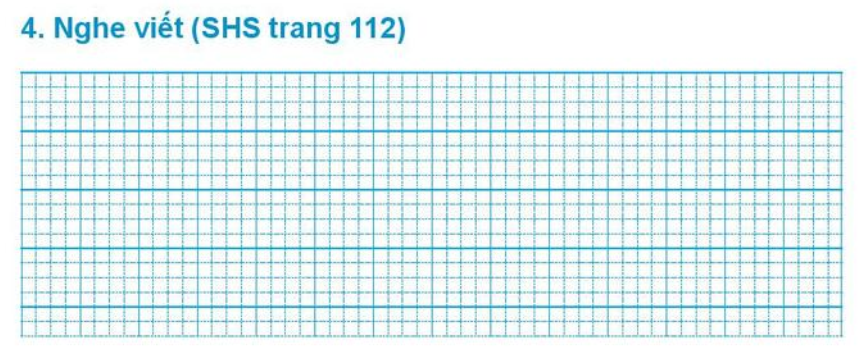 4. Nghe viết (SHS trang 112)